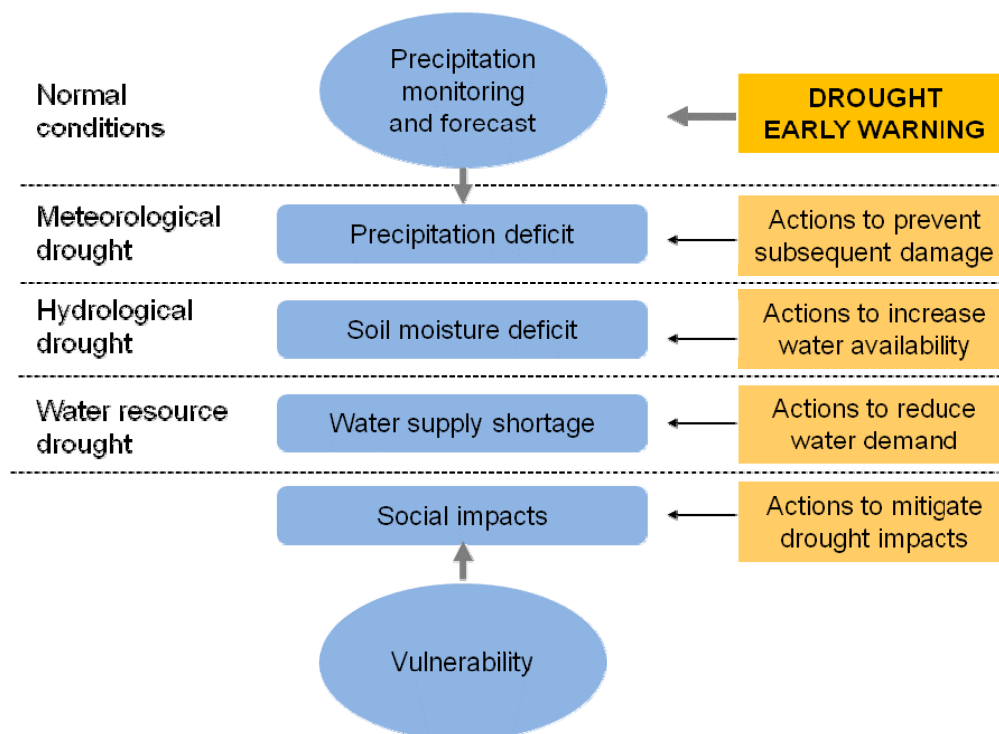 Normal
conditions
Precipitation
monitoring
and forecast
DROUGHT
EARLY WARNING
Meteorological
drought
Precipitation deficit
Actions to prevent
subsequent damage
Hydrological
drought
Soil moisture deficit
Actions to increase
water availability
Water resource
drought
Water supply shortage
Actions to reduce
water demand
Social impacts
Actions to mitigate
drought impacts
Vulnerability